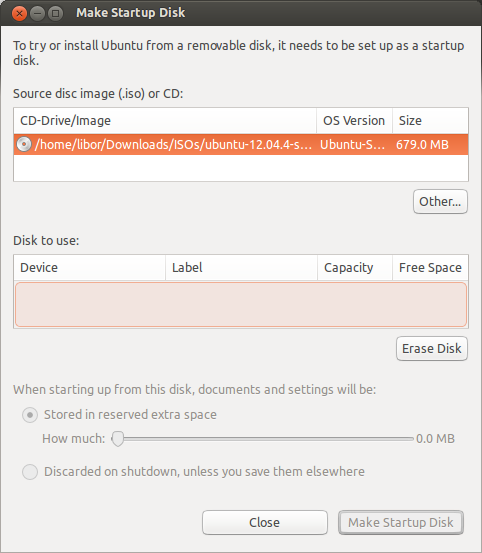 Make Startup Disk
To try or install Ubuntu from a removable disk, it needs to be set up as a startup
disk.
Source disc image (.iso) or CD:
CD-Drive/Image OS Version Size
/home/libor/Downloads/ISOs/ubuntu-12.04.4-s... Ubuntu-S... 679.0 MB
Other...
Disk to use:
Device Label Capacity Free Space
Erase Disk
When starting up from this disk, documents and settings will be:
Stored in reserved extra space
How much: 0.0 MB
Discarded on shutdown, unless you save them elsewhere
Close Make Startup Disk